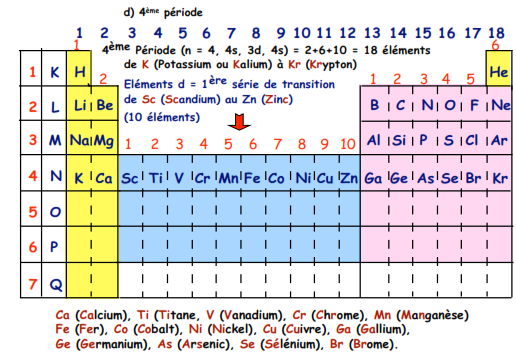 d) 4ème période
1 2 3 4 5 6 7 8 9 10 11 12 13 14 15 16 17 18
1 4ème Période (n = 4, 4s, 3d, 4s) = 2+6+10 = 18 éléments 6
de K (Potassium ou Kalium) à Kr (Krypton)
1 K H He
2 Eléments d = 1ère série de transition 1 2 3 4 5
de Sc (Scandium) au Zn (Zinc)
2 L Li Be B C N O F Ne
(10 éléments)
3 M Na Mg Al Si P S Cl Ar
1 2 3 4 5 6 7 8 9 10
4 N K Ca Sc Ti V Cr Mn Fe Co Ni Cu Zn Ga Ge As Se Br Kr
5 O
6 P
7 Q
Ca (Calcium), Ti (Titane, V (Vanadium), Cr (Chrome), Mn (Manganèse)
Fe (Fer), Co (Cobalt), Ni (Nickel), Cu (Cuivre), Ga (Gallium),
Ge (Germanium), As (Arsenic), Se (Sélénium), Br (Brome).